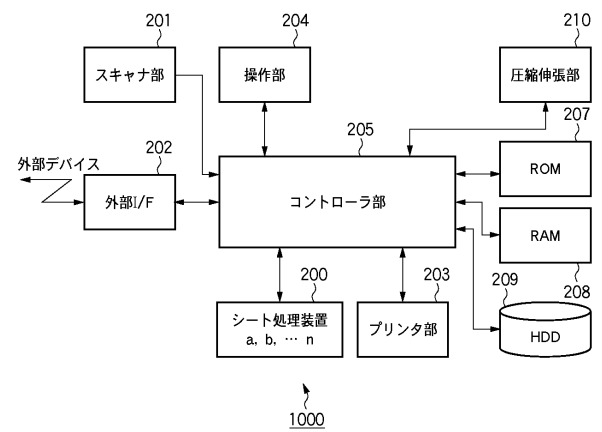 201
スキャナ部
204
操作部
210
圧縮伸張部
205
コントローラ部
207
ROM
外部デバイス
202
外部I/F
RAM
208
200
シート処理装置
a, b, … n
203
プリンタ部
209
HDD
1000